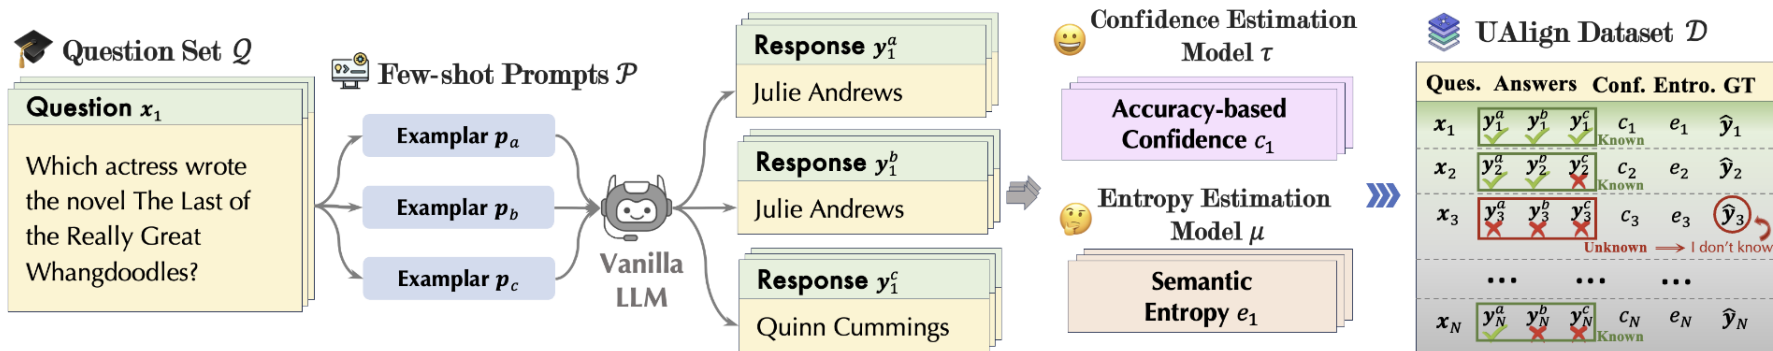 Question Set 𝒬
Question x₁
Which actress wrote
the novel The Last of
the Really Great
Whangdoodles?
Few-shot Prompts 𝒫
Examplar pₐ
Examplar p_b
Examplar p_c
Vanilla
LLM
Response y₁ᵃ
Julie Andrews
Response y₁ᵇ
Julie Andrews
Response y₁ᶜ
Quinn Cummings
Confidence Estimation
Model τ
Accuracy-based
Confidence c₁
Entropy Estimation
Model μ
Semantic
Entropy e₁
UAlign Dataset 𝒟
Ques. Answers Conf. Entro. GT
x₁ y₁ᵃ y₁ᵇ y₁ᶜ c₁ e₁ ŷ₁
Known
x₂ y₂ᵃ y₂ᵇ y₂ᶜ c₂ e₂ ŷ₂
Known
x₃ y₃ᵃ y₃ᵇ y₃ᶜ c₃ e₃ ŷ₃
Unknown → I don't know
... ... ...
x_N y_Nᵃ y_Nᵇ y_Nᶜ c_N e_N ŷ_N
Known